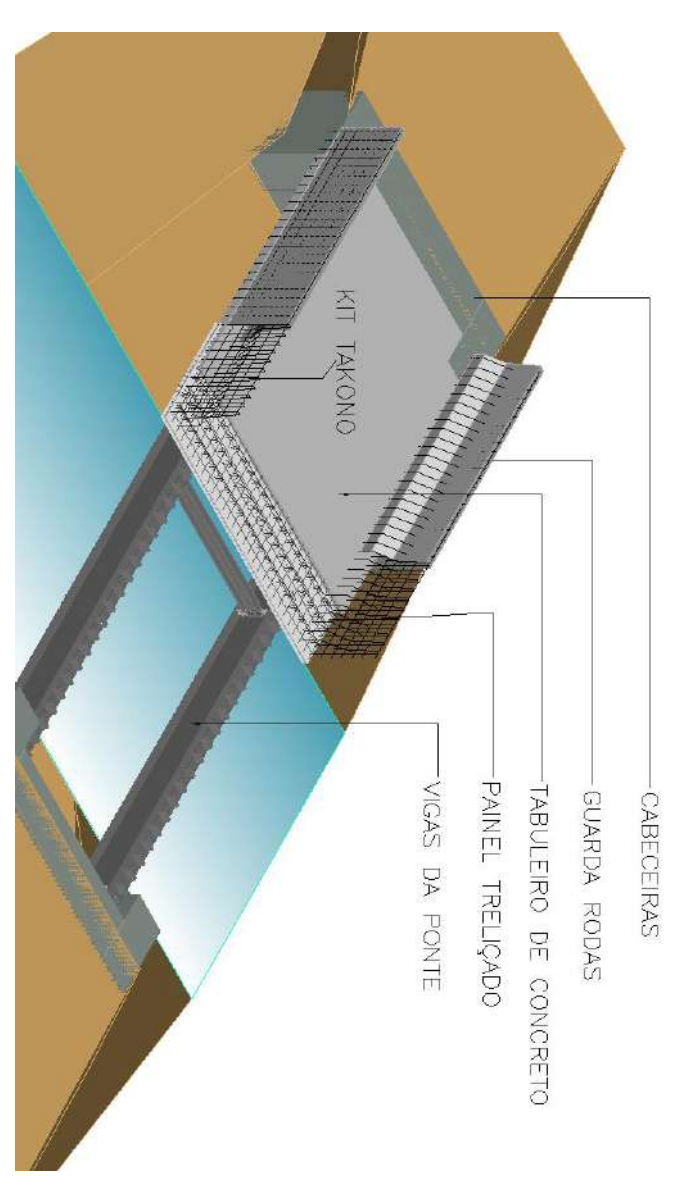 CABECEIRAS
GUARDA RODAS
TABULEIRO DE CONCRETO
PAINEL TRELIÇADO
VIGAS DA PONTE
KIT TAKONO